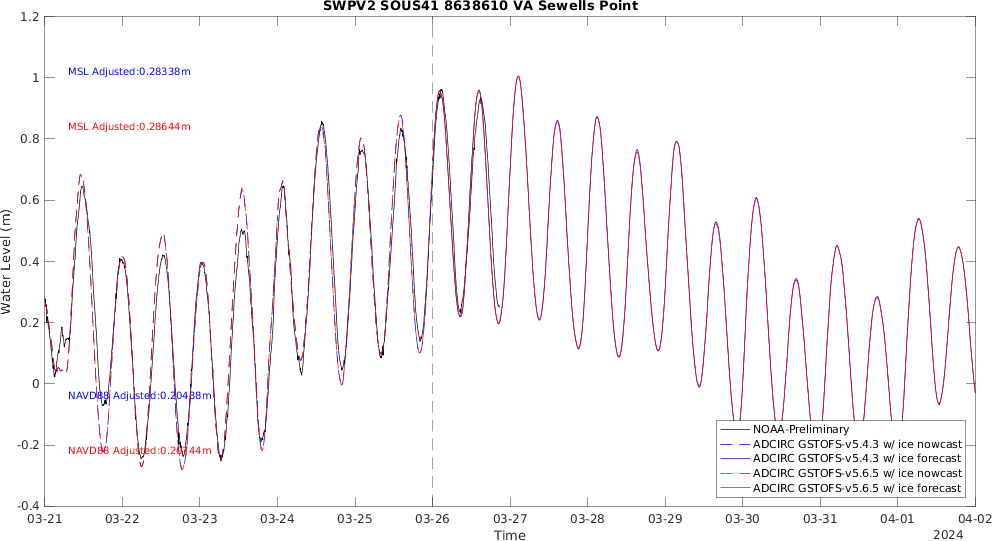 SWPV2 SOUS41 8638610 VA Sewells Point
1.2
1
0.8
0.6
0.4
0.2
0
-0.2
-0.4
Water Level (m)
MSL Adjusted:0.28338m
MSL Adjusted:0.28644m
NAVD88 Adjusted:0.20438m
NAVD88 Adjusted:0.20744m
NOAA-Preliminary
ADCIRC GSTOFS-v5.4.3 w/ ice nowcast
ADCIRC GSTOFS-v5.4.3 w/ ice forecast
ADCIRC GSTOFS-v5.6.5 w/ ice nowcast
ADCIRC GSTOFS-v5.6.5 w/ ice forecast
03-21 03-22 03-23 03-24 03-25 03-26 03-27 03-28 03-29 03-30 03-31 04-01 04-02
Time
2024